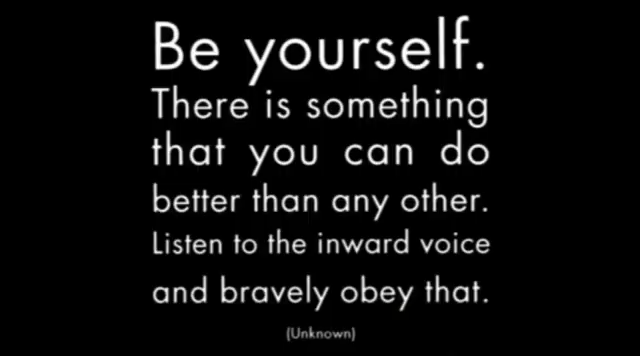 Be yourself.
There is something
that you can do
better than any other.
Listen to the inward voice
and bravely obey that.
(Unknown)